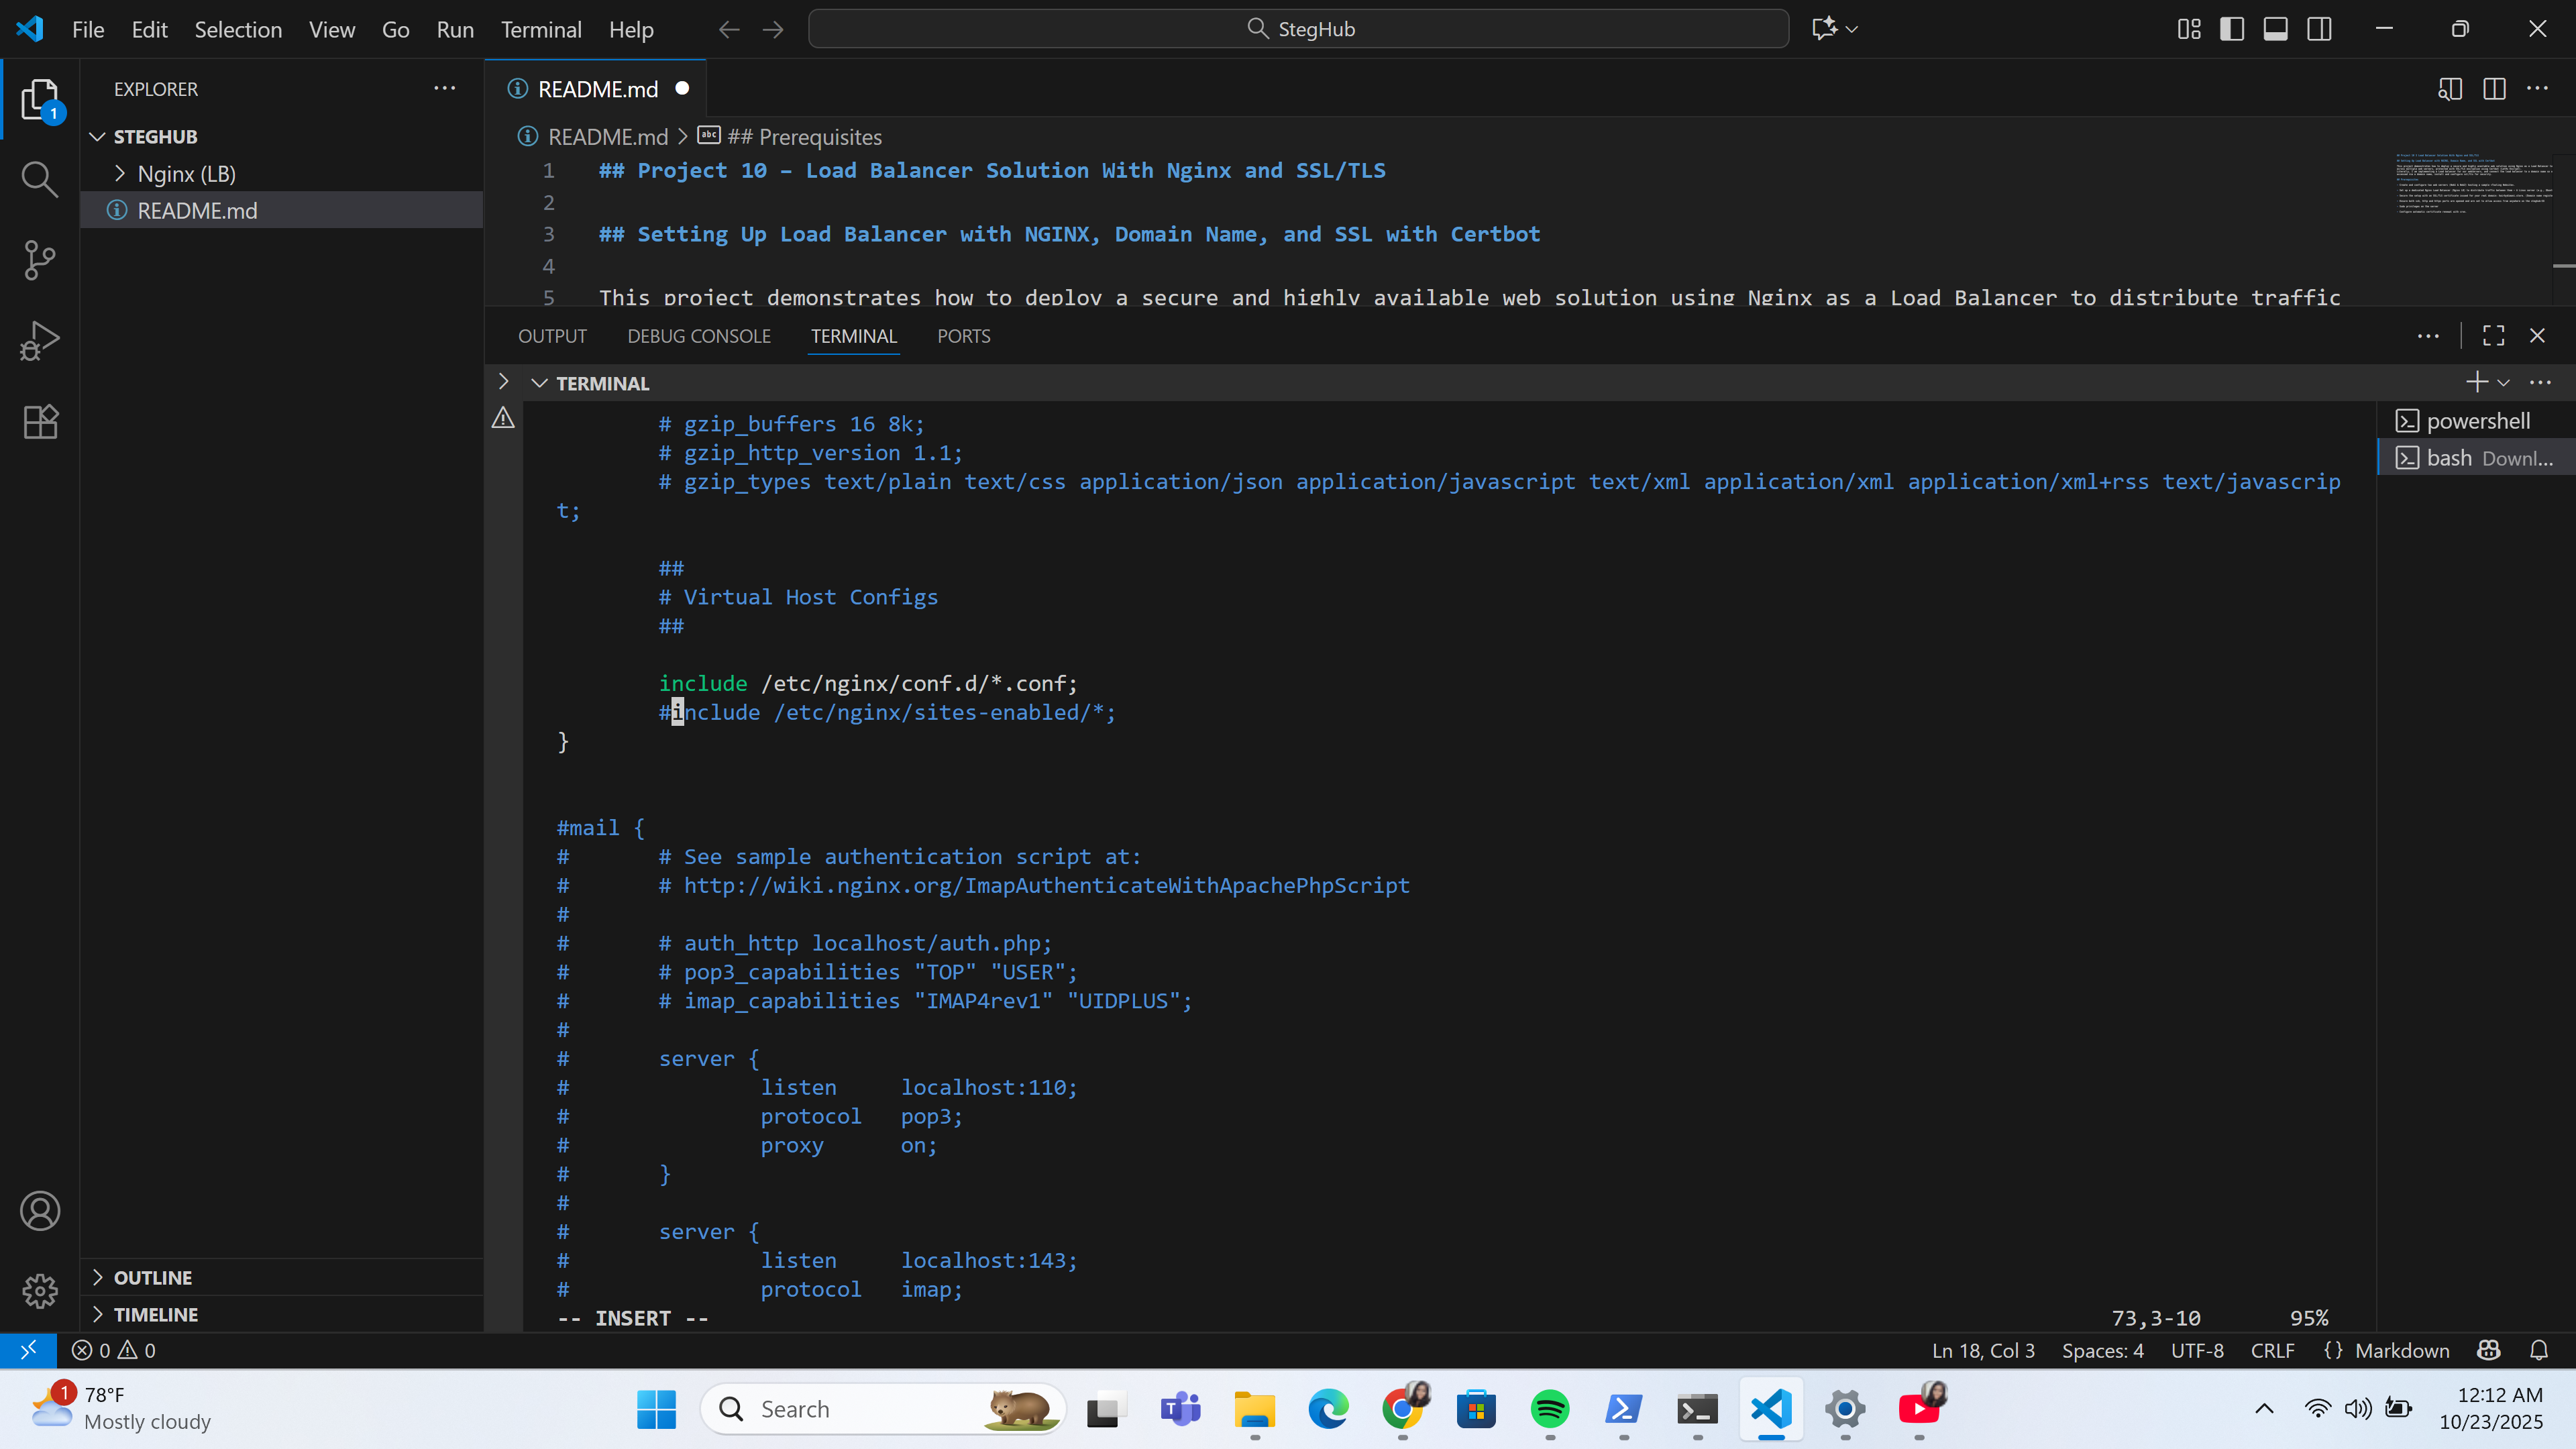 File Edit Selection View Go Run Terminal Help
StegHub
EXPLORER
README.md
1
STEGHUB
README.md > ## Prerequisites
Nginx (LB)
README.md
1 ## Project 10 – Load Balancer Solution With Nginx and SSL/TLS
2
3 ## Setting Up Load Balancer with NGINX, Domain Name, and SSL with Certbot
4
5 This project demonstrates how to deploy a secure and highly available web solution using Nginx as a Load Balancer to distribute traffic
OUTPUT DEBUG CONSOLE TERMINAL PORTS
TERMINAL
powershell
bash Downl...
# gzip_buffers 16 8k;
# gzip_http_version 1.1;
# gzip_types text/plain text/css application/json application/javascript text/xml application/xml application/xml+rss text/javascrip
t;
##
# Virtual Host Configs
##
include /etc/nginx/conf.d/*.conf;
#include /etc/nginx/sites-enabled/*;
}
#mail {
# # See sample authentication script at:
# # http://wiki.nginx.org/ImapAuthenticateWithApachePhpScript
#
# # auth_http localhost/auth.php;
# # pop3_capabilities "TOP" "USER";
# # imap_capabilities "IMAP4rev1" "UIDPLUS";
#
# server {
# listen localhost:110;
# protocol pop3;
# proxy on;
# }
#
# server {
# listen localhost:143;
# protocol imap;
-- INSERT -- 73,3-10 95%
OUTLINE
TIMELINE
0 0
Ln 18, Col 3 Spaces: 4 UTF-8 CRLF {} Markdown
1
78°F
Mostly cloudy
Search
12:12 AM
10/23/2025